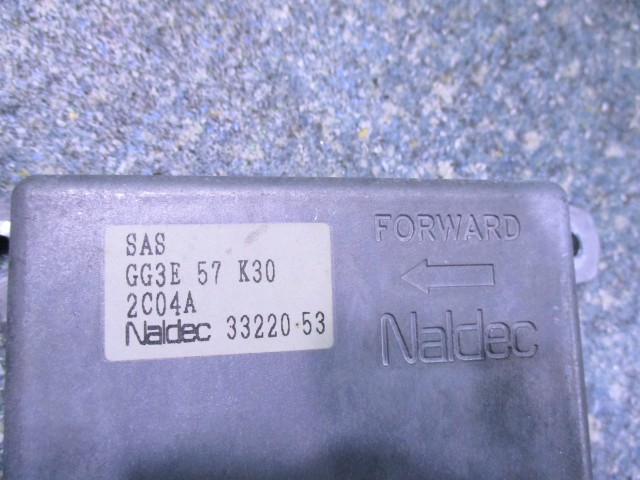 SAS
GG3E 57 K30
2C04A
Naldec 33220-53
FORWARD
Naldec